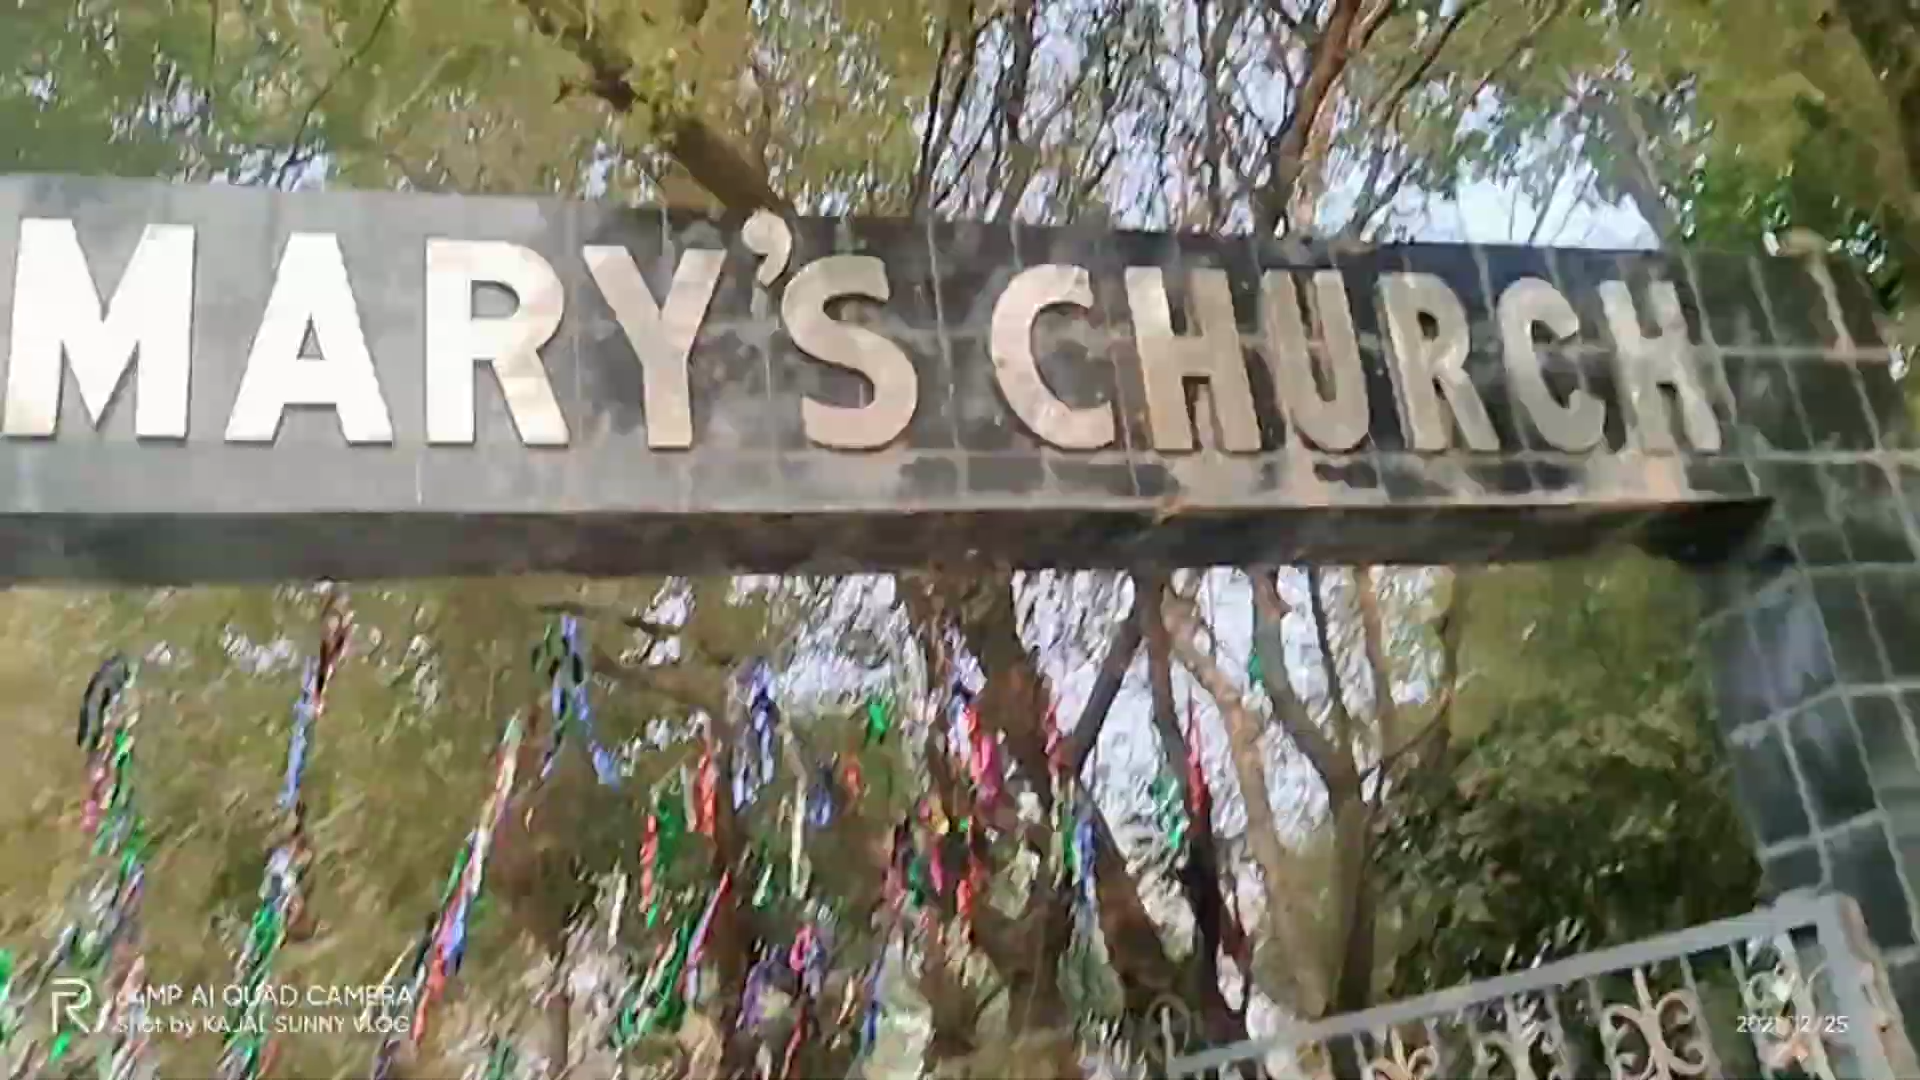 MARY'S CHURCH
64MP AI QUAD CAMERA
Shot by KAJAL SUNNY VLOG
2021/12/25